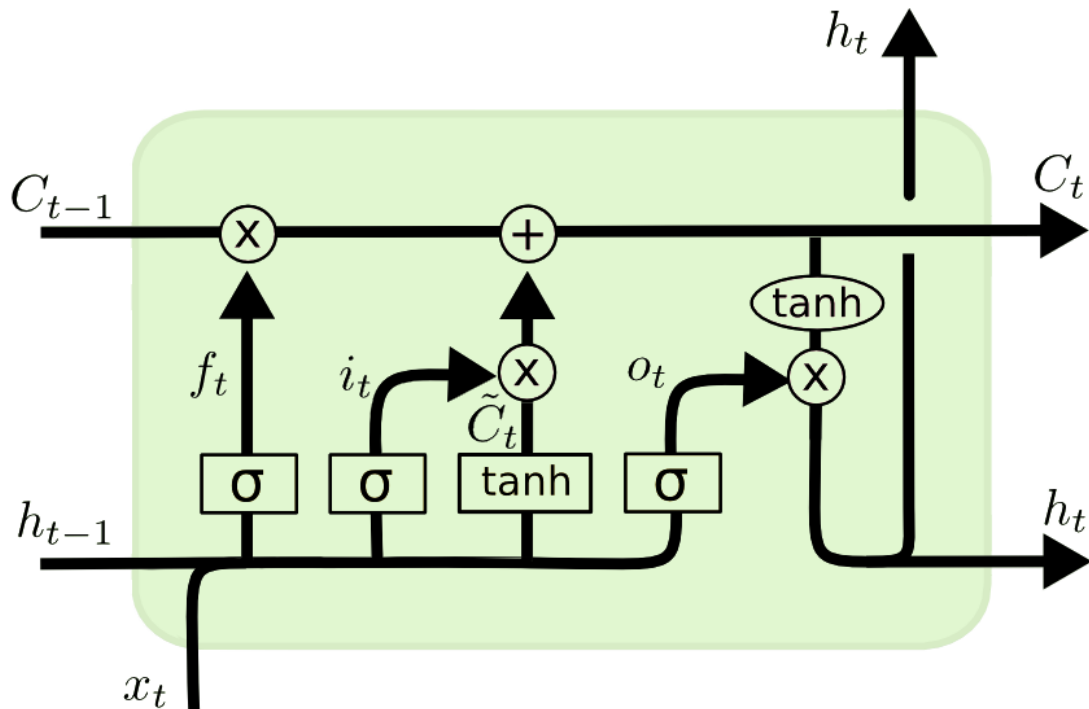 h_t
C_{t-1}
x
+
C_t
tanh
f_t
i_t
x
o_t
x
C̃_t
σ
σ
tanh
σ
h_{t-1}
h_t
x_t